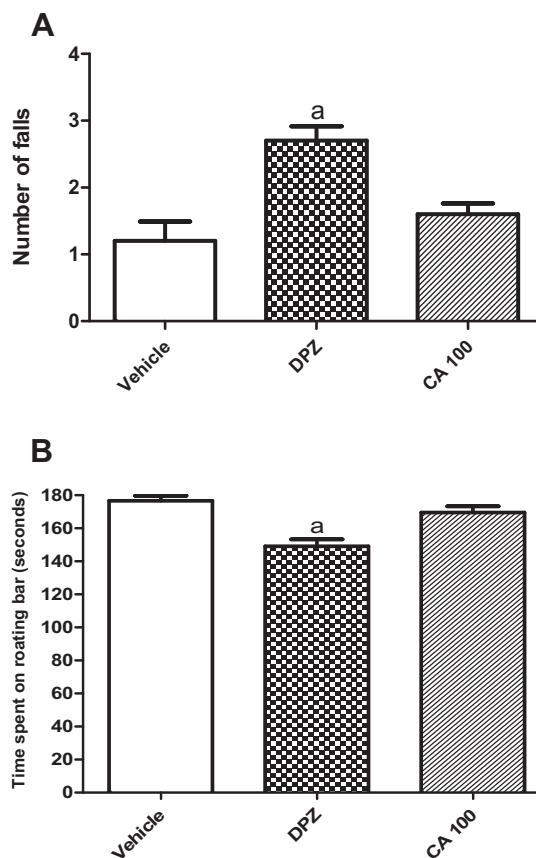 A
Number of falls
4
3
2
1
0
a
Vehicle
DPZ
CA 100
B
Time spent on roating bar (seconds)
180
160
140
120
100
80
60
40
20
0
a
Vehicle
DPZ
CA 100